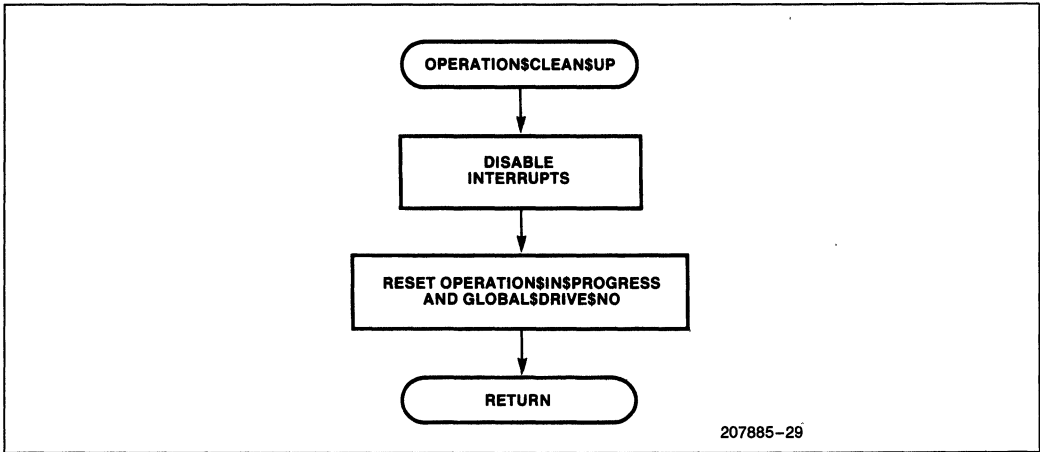 OPERATION$CLEAN$UP
DISABLE
INTERRUPTS
RESET OPERATION$IN$PROGRESS
AND GLOBAL$DRIVE$NO
RETURN
207885-29